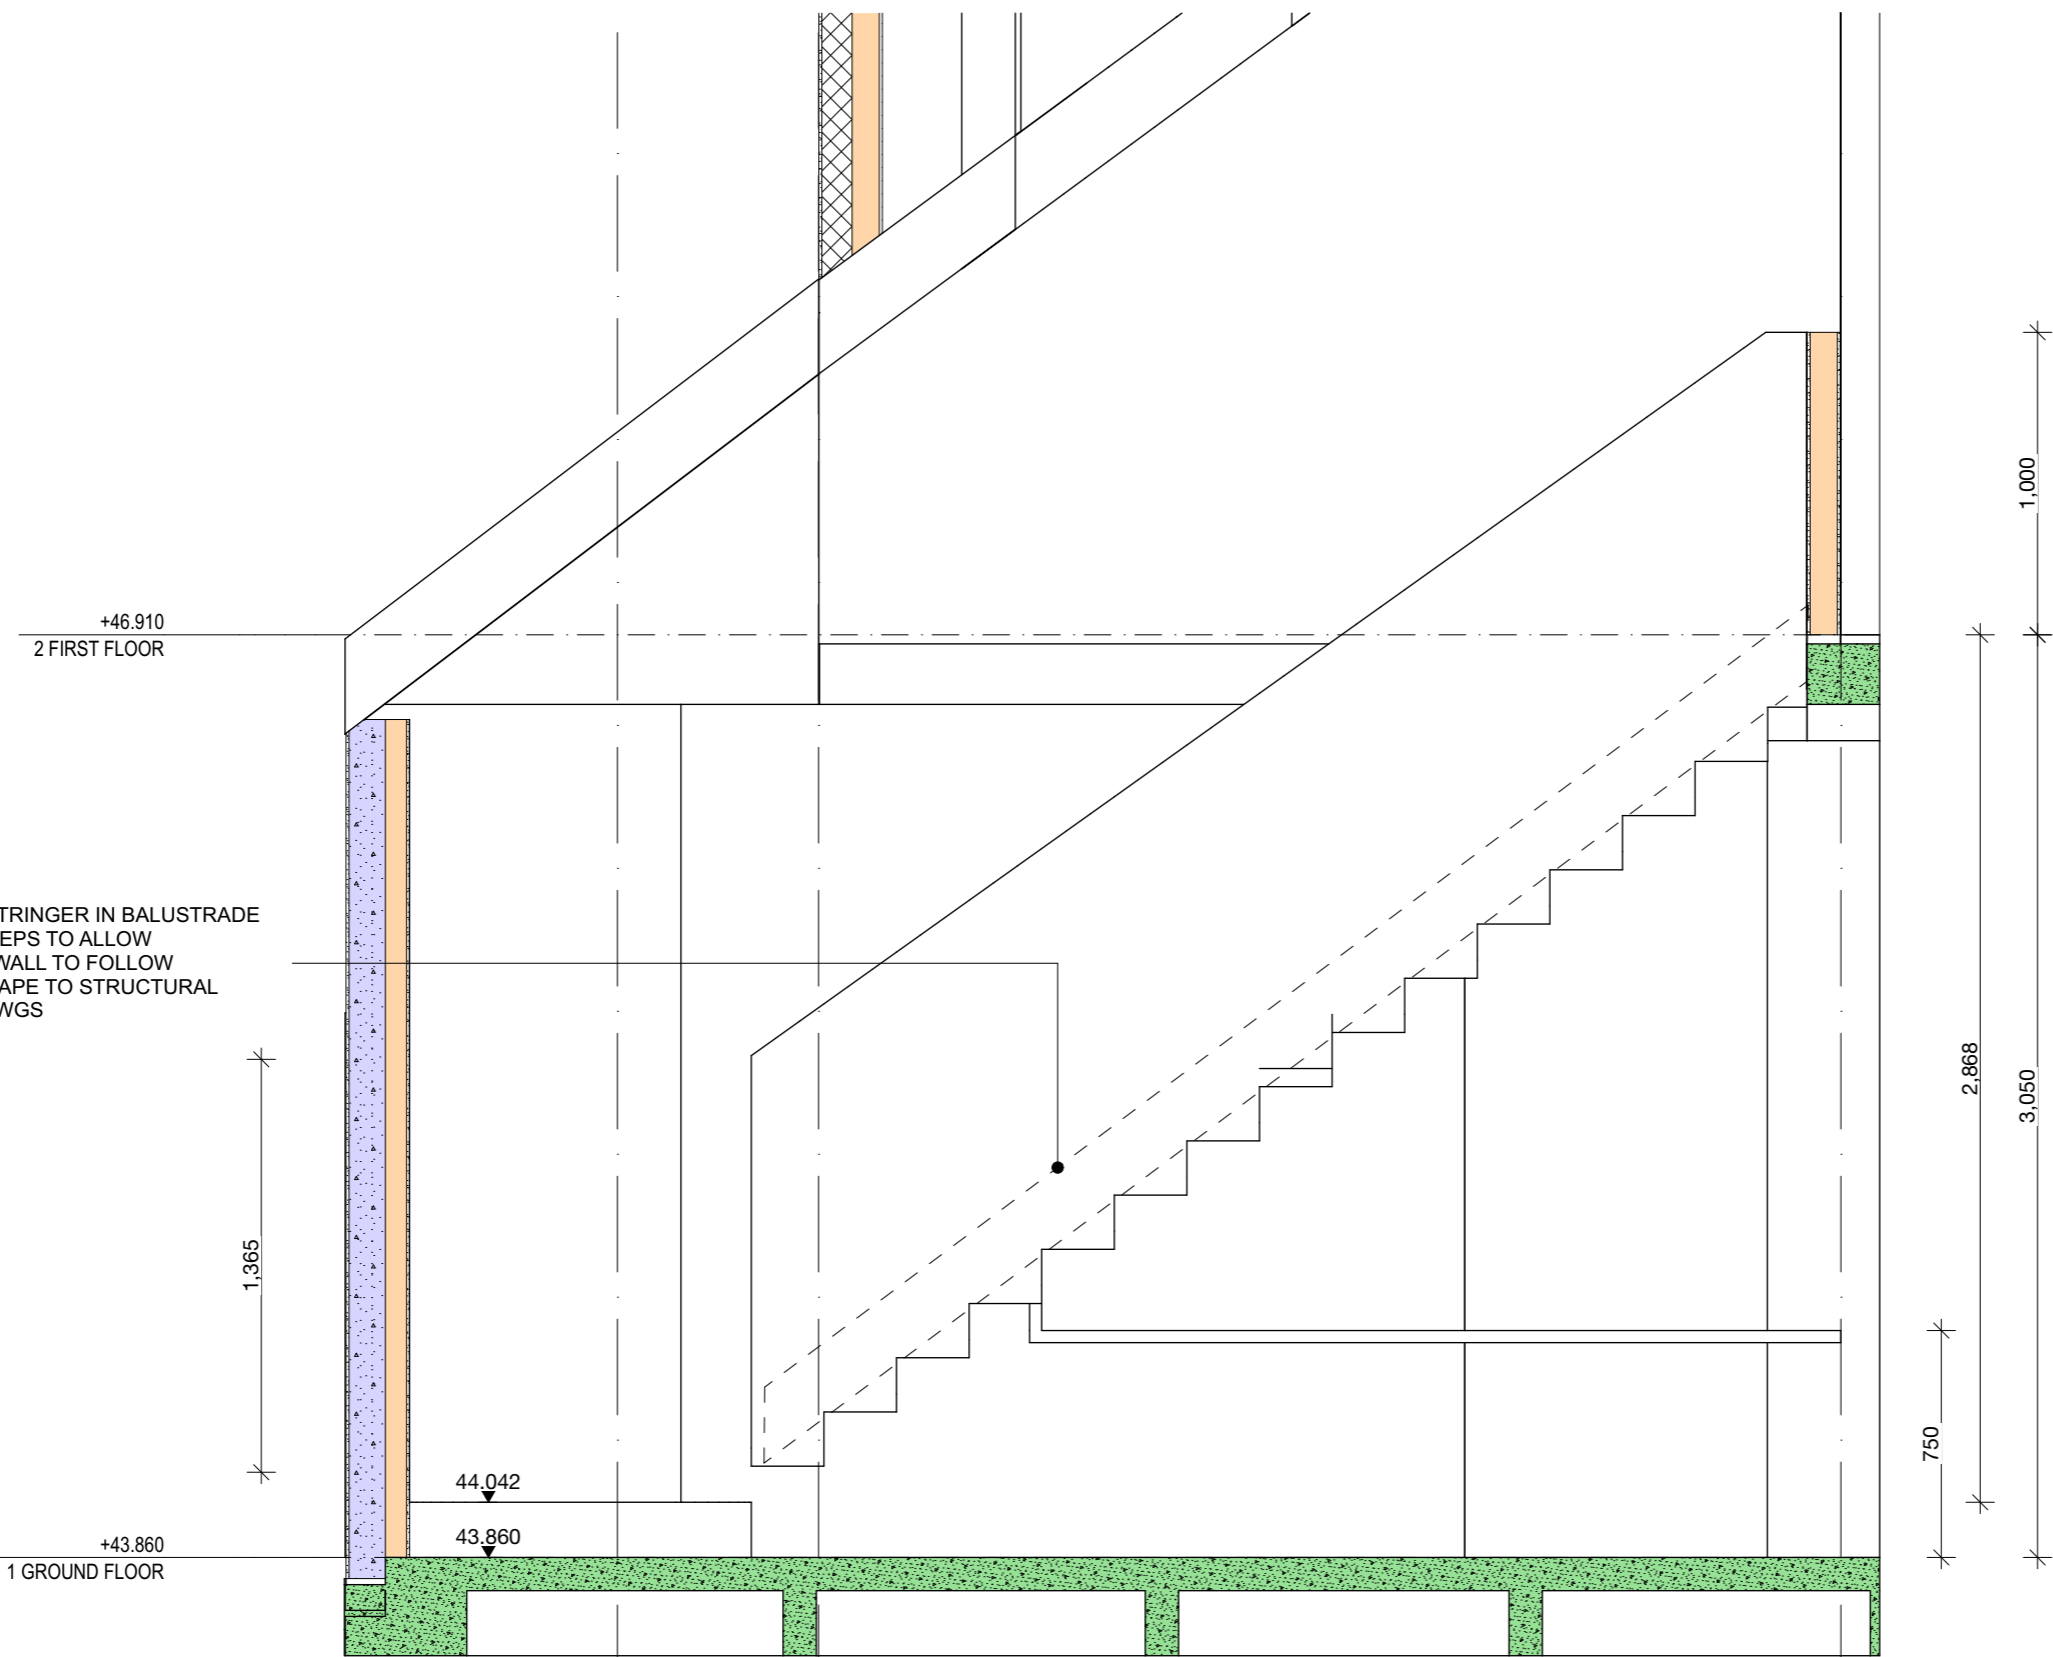 +46.910
2 FIRST FLOOR
1,000
TRINGER IN BALUSTRADE
EPS TO ALLOW
WALL TO FOLLOW
APE TO STRUCTURAL
WGS
2,868
3,050
1,365
750
44.042
43.860
+43.860
1 GROUND FLOOR